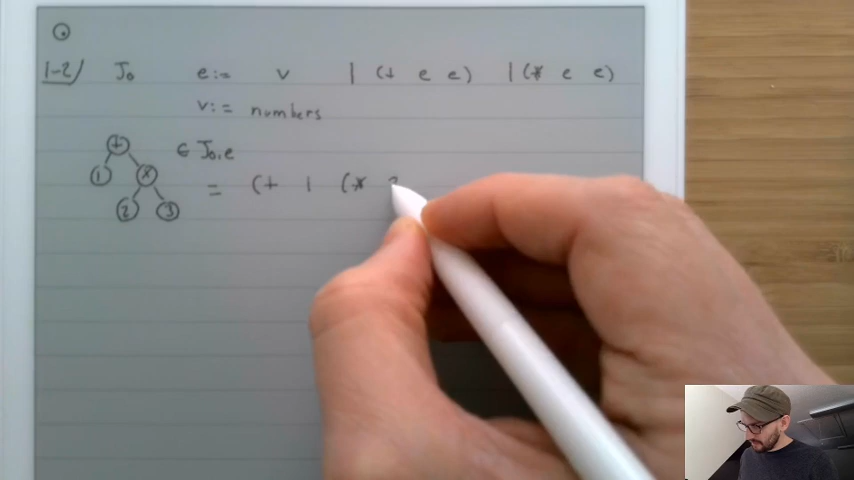 1-2/ J₀ e := v | (+ e e) | (* e e)
v := numbers
+ ∈ J₀.e
1 *
= (+ 1 (* 2
2 3